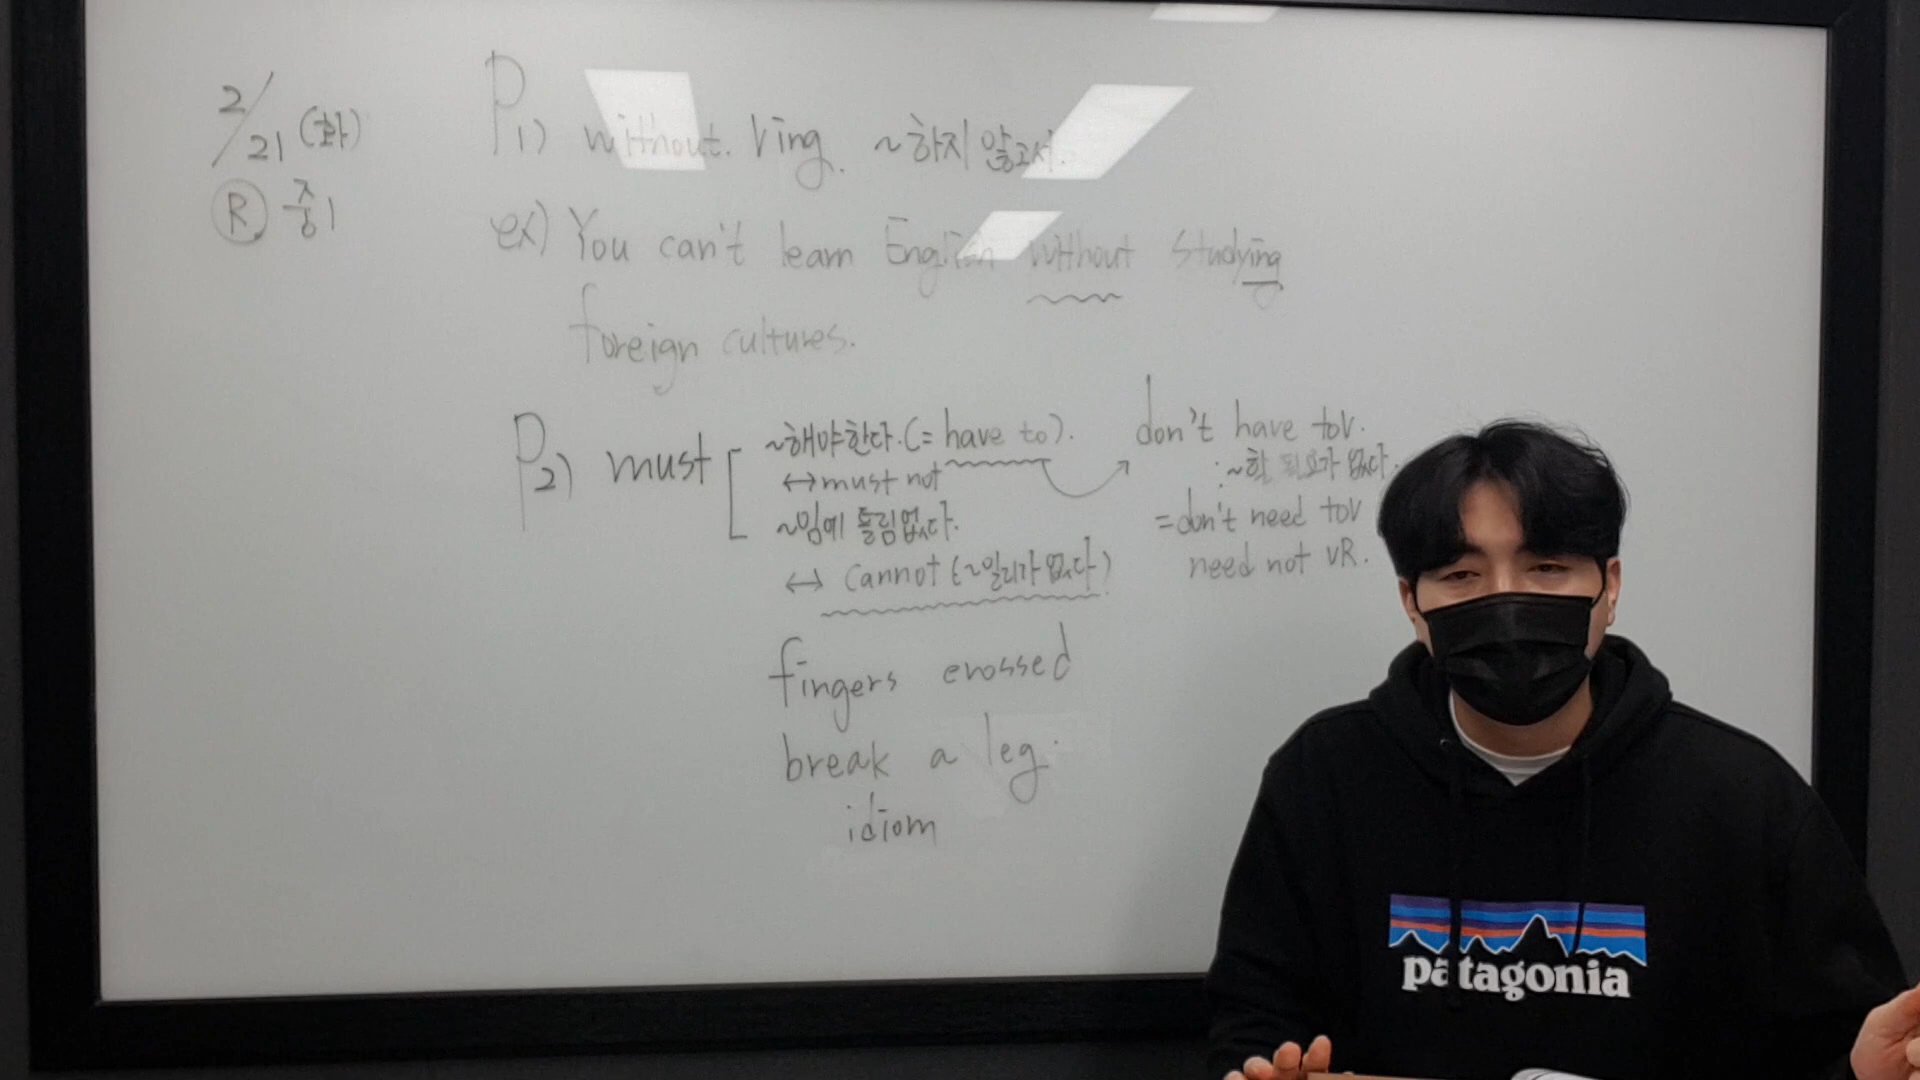 2/21 (화)
Ⓡ 중1
P1) without. Ving. ~하지 않고서.
ex) You can't learn English without studying
foreign cultures.
P2) must [ ~해야한다. (= have to).
↔ must not
~임에 틀림없다.
↔ cannot (~일리가 없다)
don't have toV.
: ~할 필요가 없다.
= don't need toV
need not VR.
fingers crossed
break a leg.
idiom
patagonia